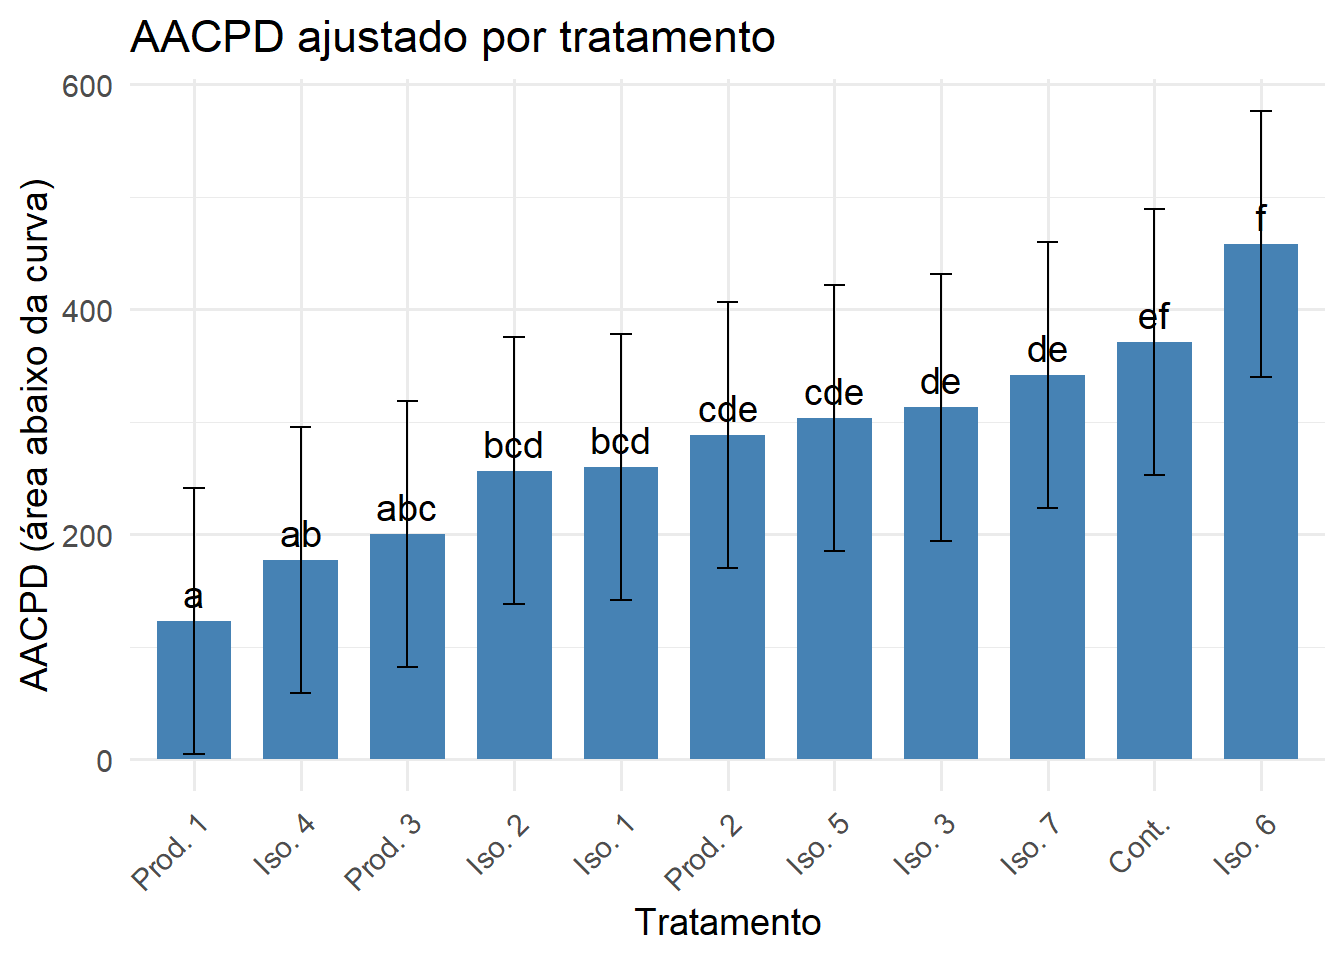 AACPD ajustado por tratamento
AACPD (área abaixo da curva)
600
400
200
0
a
ab
abc
bcd
bcd
cde
cde
de
de
ef
f
Prod. 1
Iso. 4
Prod. 3
Iso. 2
Iso. 1
Prod. 2
Iso. 5
Iso. 3
Iso. 7
Cont.
Iso. 6
Tratamento